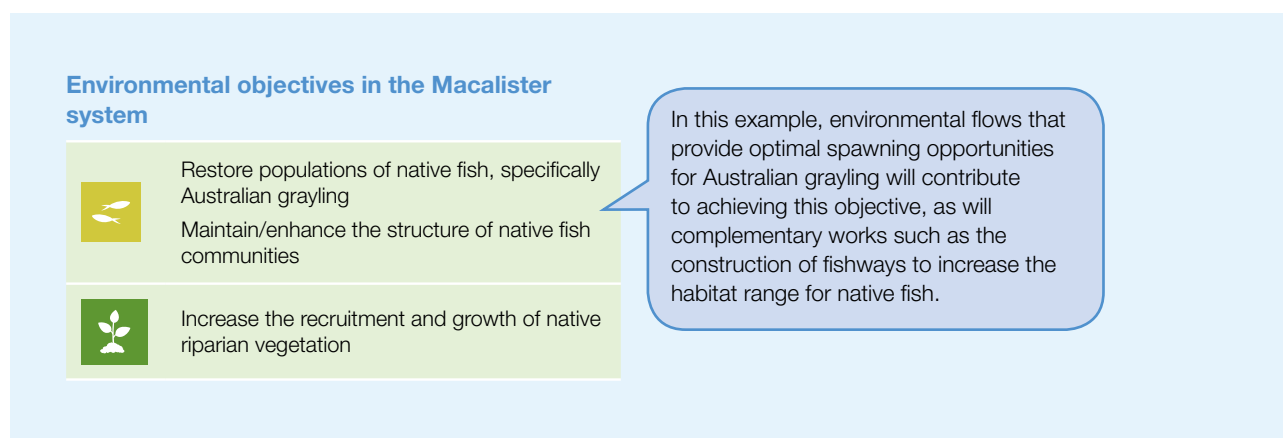 Environmental objectives in the Macalister
system
Restore populations of native fish, specifically
Australian grayling
Maintain/enhance the structure of native fish
communities
Increase the recruitment and growth of native
riparian vegetation
In this example, environmental flows that
provide optimal spawning opportunities
for Australian grayling will contribute
to achieving this objective, as will
complementary works such as the
construction of fishways to increase the
habitat range for native fish.